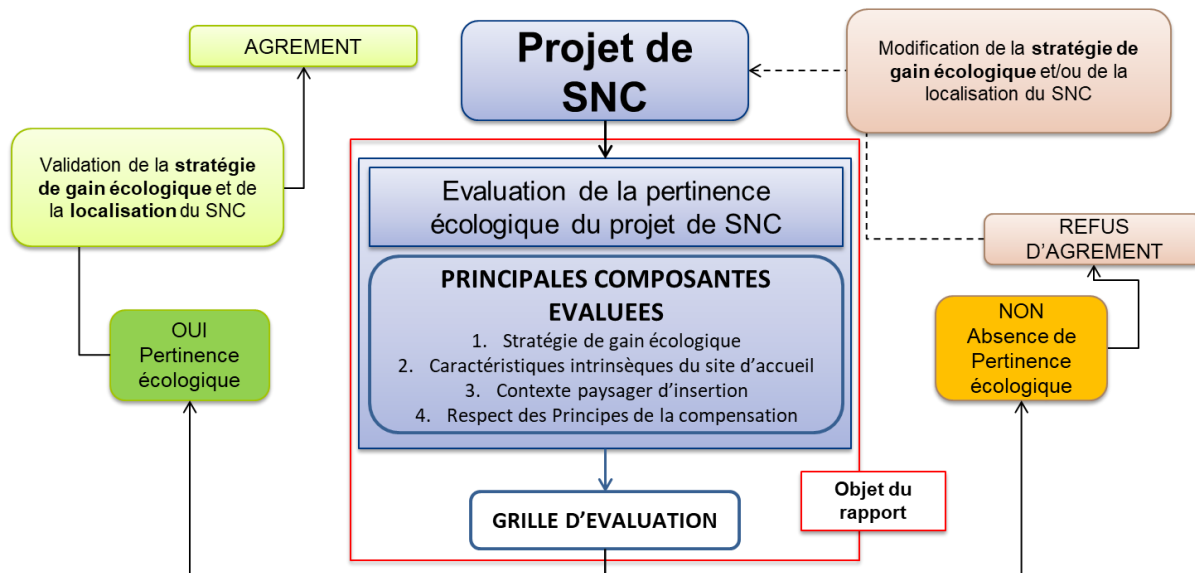 AGREMENT
Projet de
SNC
Modification de la stratégie de
gain écologique et/ou de la
localisation du SNC
Validation de la stratégie
de gain écologique et de
la localisation du SNC
Evaluation de la pertinence
écologique du projet de SNC
REFUS
D’AGREMENT
PRINCIPALES COMPOSANTES
EVALUEES
1. Stratégie de gain écologique
2. Caractéristiques intrinsèques du site d’accueil
3. Contexte paysager d’insertion
4. Respect des Principes de la compensation
OUI
Pertinence
écologique
NON
Absence de
Pertinence
écologique
Objet du
rapport
GRILLE D’EVALUATION